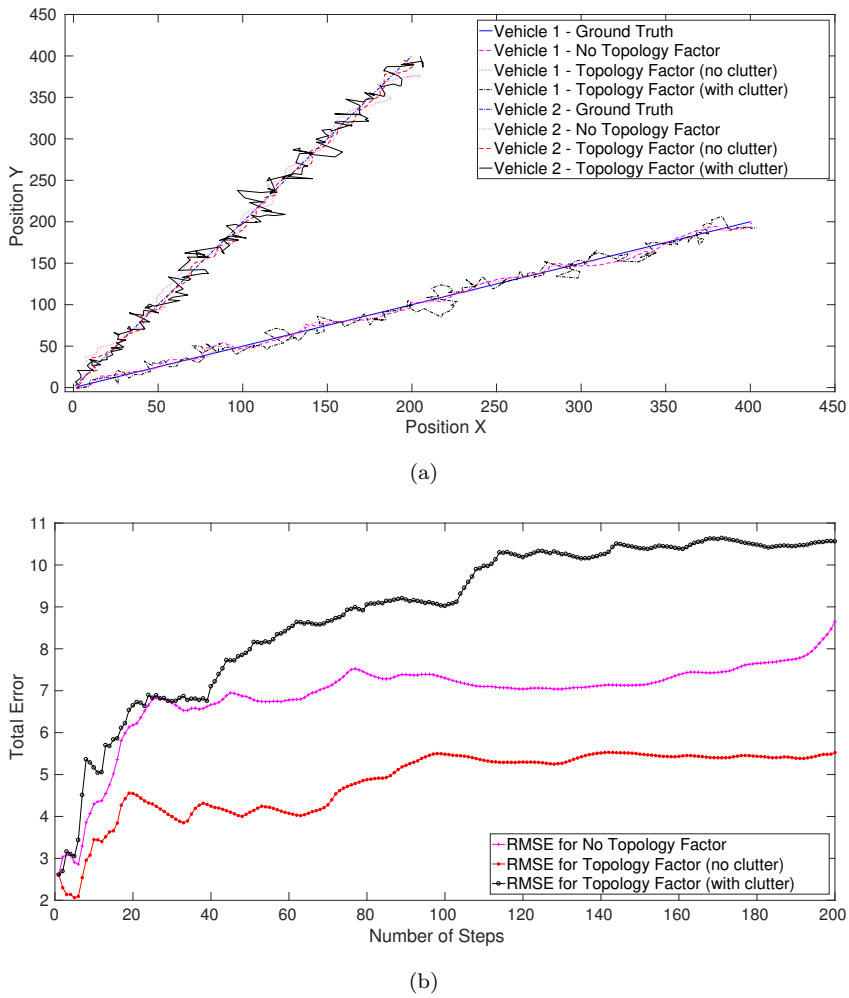 400
350
300
250
200
150
100
50
0
Position Y
0
50
100
150
200
250
300
350
400
450
Position X
Vehicle 1 - Ground Truth
Vehicle 1 - No Topology Factor
Vehicle 1 - Topology Factor (no clutter)
Vehicle 1 - Topology Factor (with clutter)
Vehicle 2 - Ground Truth
Vehicle 2 - No Topology Factor
Vehicle 2 - Topology Factor (no clutter)
Vehicle 2 - Topology Factor (with clutter)
450
(a)
11
10
9
8
7
6
5
4
3
2
Total Error
RMSE for No Topology Factor
RMSE for Topology Factor (no clutter)
RMSE for Topology Factor (with clutter)
0
20
40
60
80
100
120
140
160
180
200
Number of Steps
(b)